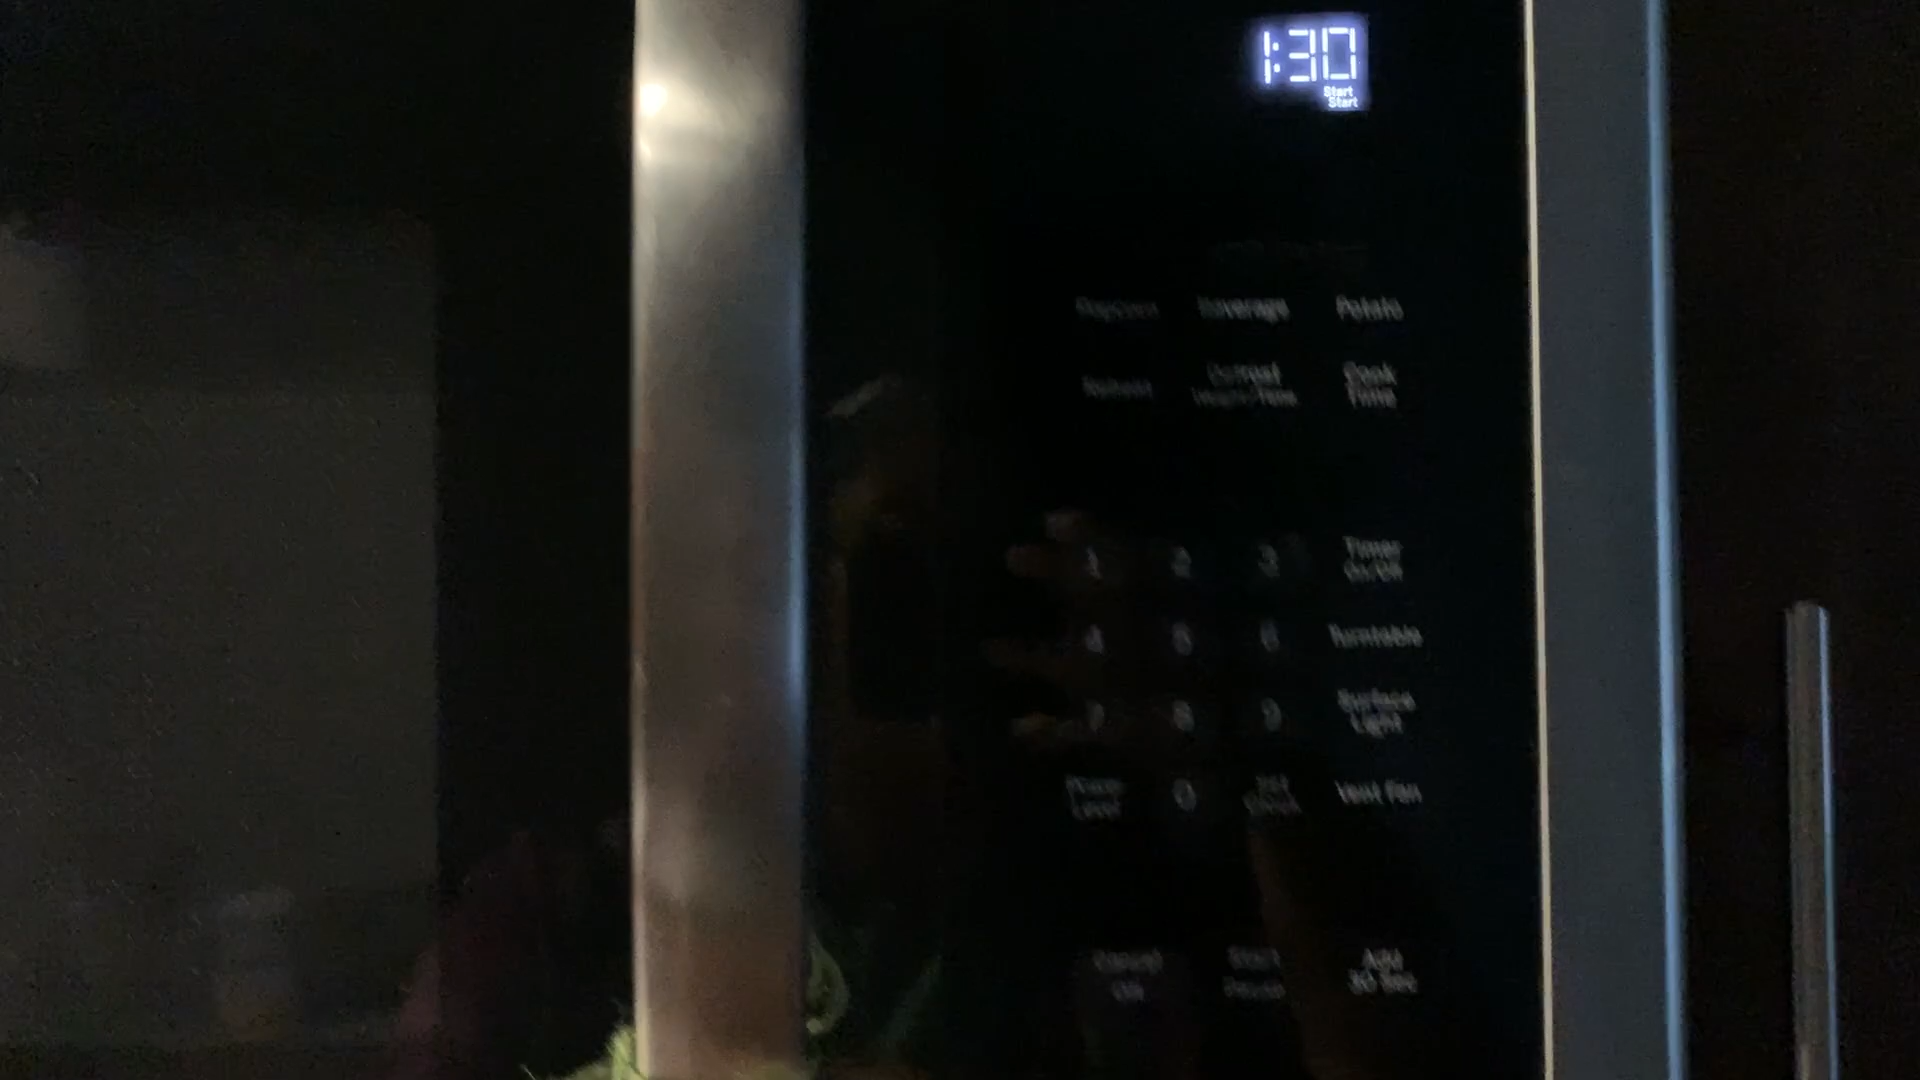 1:30
Start
Start
Popcorn Beverage Potato
Reheat Defrost Cook
Weight/Time Time
1 2 3 Timer
On/Off
4 5 6 Turntable
7 8 9 Surface
Light
Power 0 Set Vent Fan
Level Clock
Cancel Start Add
Off Pause 30 Sec